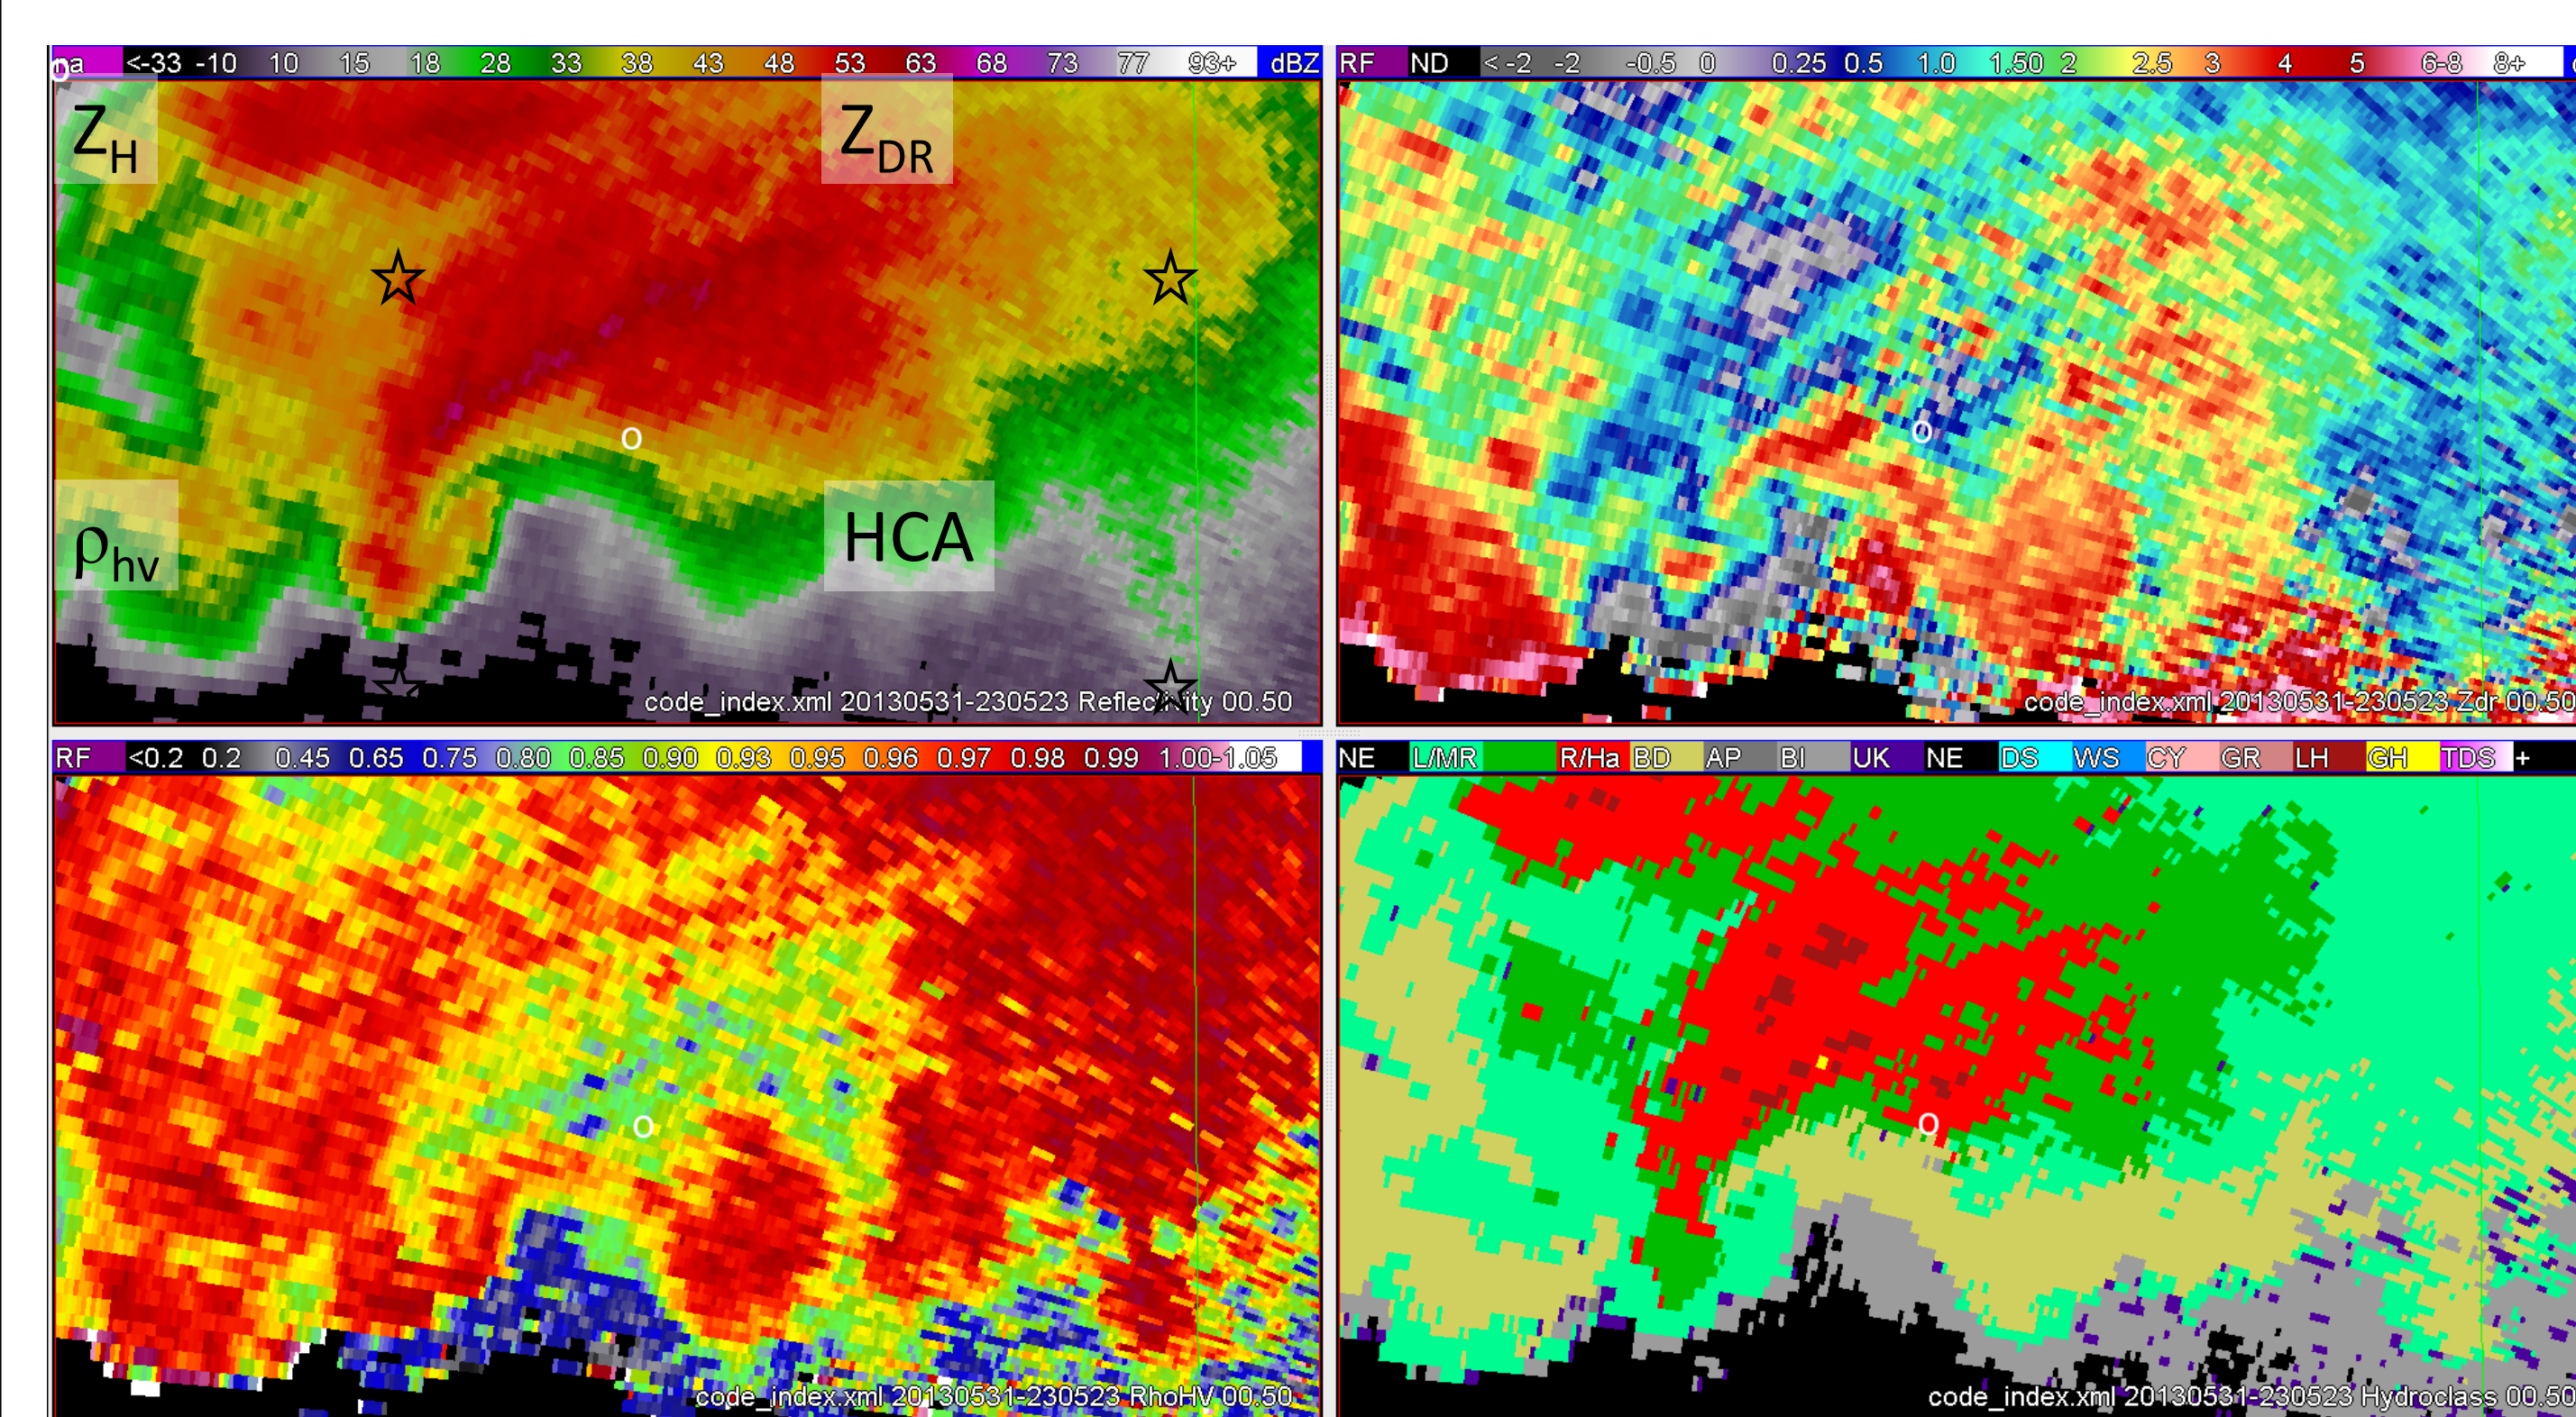 na <-33 -10 10 15 18 28 33 38 43 48 53 63 68 73 77 93+ dBZ
RF ND <-2 -2 -0.5 0 0.25 0.5 1.0 1.50 2 2.5 3 4 5 6-8 8+
ZH
ZDR
ρhv
HCA
o
o
code_index.xml 20130531-230523 Reflectivity 00.50
code_index.xml 20130531-230523 Zdr 00.50
RF <0.2 0.2 0.45 0.65 0.75 0.80 0.85 0.90 0.93 0.95 0.96 0.97 0.98 0.99 1.00-1.05
NE L/MR R/Ha BD AP BI UK NE DS WS CY GR LH GH TDS +
o
o
code_index.xml 20130531-230523 RhoHV 00.50
code_index.xml 20130531-230523 Hydroclass 00.50